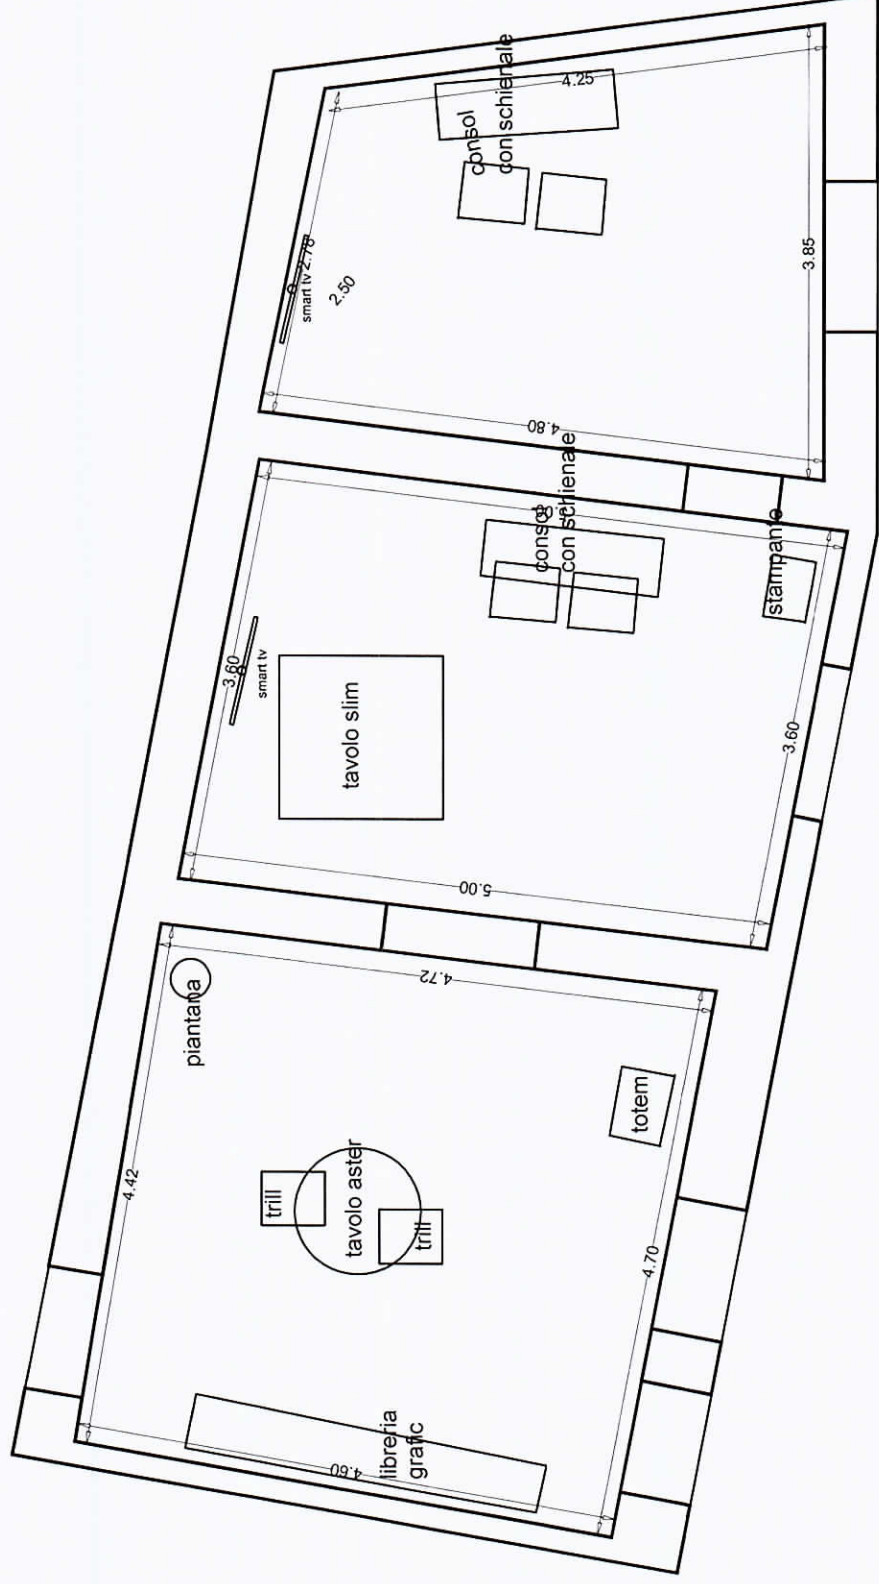 4.25
consol
con schienale
smart tv
2.50
3.85
4.80
consol
con schienale
stampante
3.60
smart tv
tavolo slim
3.60
5.00
4.72
piantana
totem
trill
tavolo aster
trill
4.42
4.70
libreria
grafic
4.60